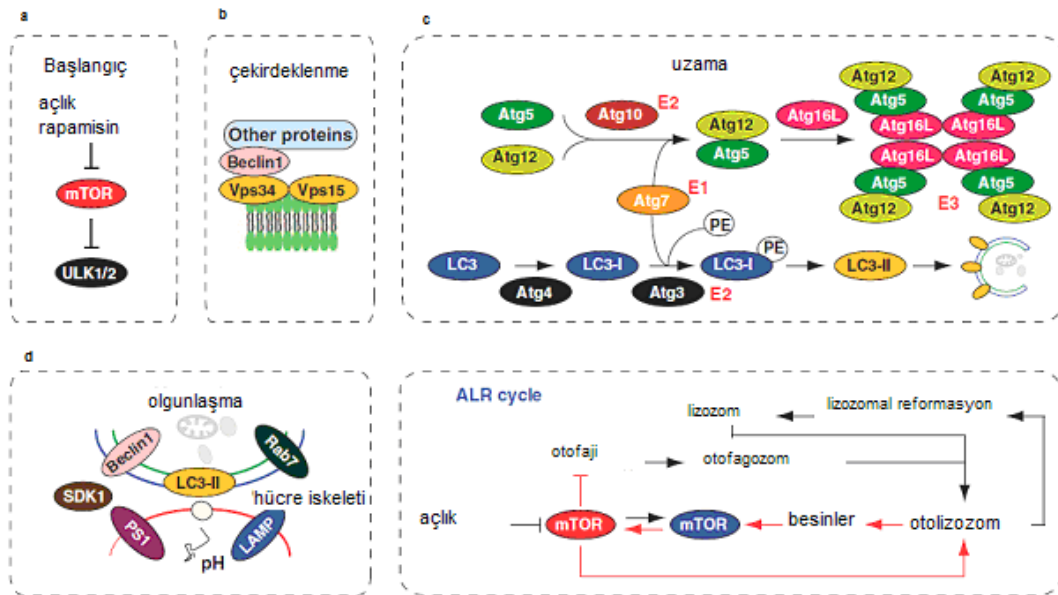 a
Başlangıç
açlık
rapamisin
mTOR
ULK1/2
b
çekirdeklenme
Other proteins
Beclin1
Vps34 Vps15
c
uzama
Atg5 Atg10 E2 Atg12 Atg16L
Atg12 Atg5
Atg7 E1
Atg12 Atg12
Atg5 Atg5
Atg16L Atg16L
Atg16L Atg16L
Atg5 Atg5
Atg12 E3 Atg12
PE
PE
LC3 LC3-I LC3-I LC3-II
Atg4 Atg3 E2
d
olgunlaşma
Beclin1
Rab7
LC3-II
SDK1
hücre iskeleti
PS1
pH
LAMP
ALR cycle
lizozom lizozomal reformasyon
otofaji otofagozom
açlık mTOR mTOR besinler otolizozom